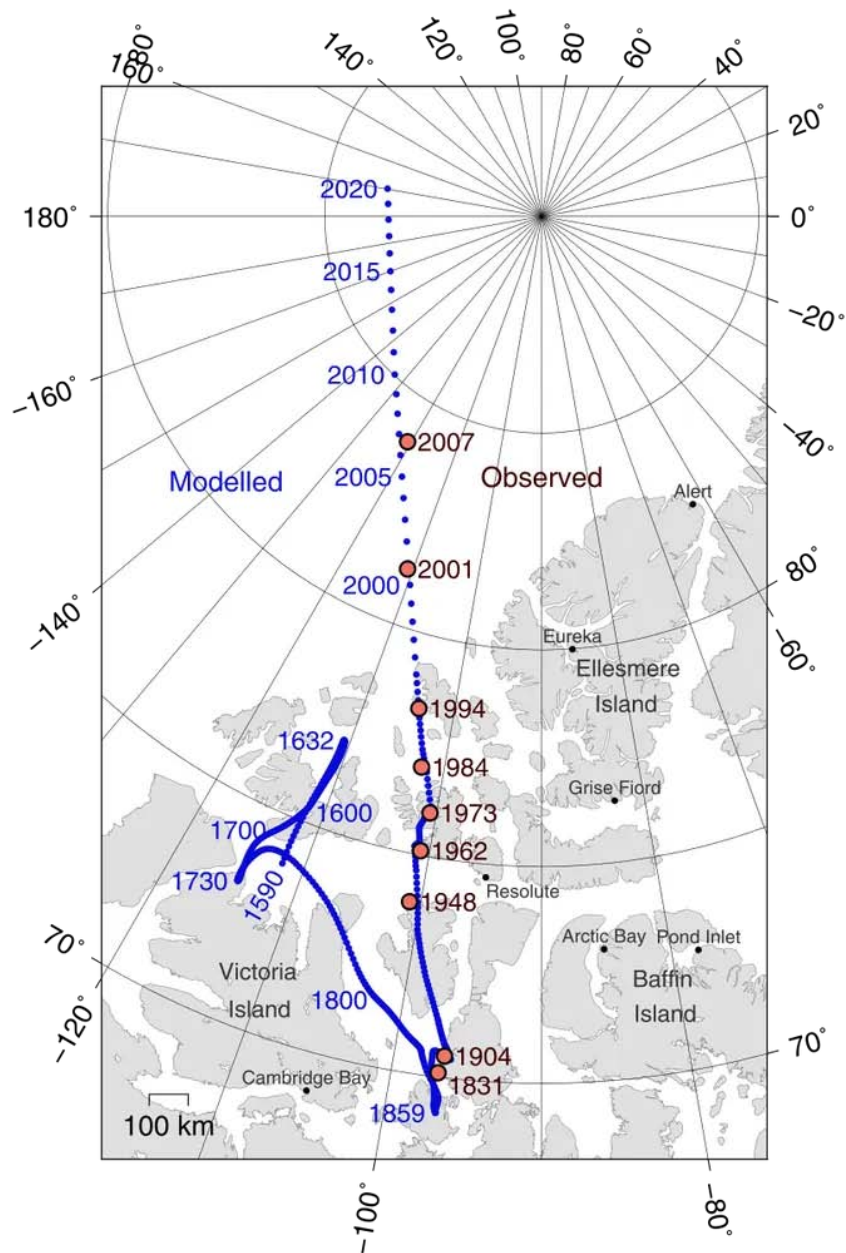 180°
160°
140°
120°
100°
80°
60°
40°
20°
0°
−20°
−40°
80°
−60°
70°
−80°
−100°
−120°
70°
−140°
−160°
180°
2020
2015
2010
2007
2005
Modelled
Observed
Alert
2001
2000
Eureka
Ellesmere
Island
1994
1632
1984
Grise Fiord
1600
1973
1700
1962
1730
1590
1948
Resolute
Arctic Bay
Pond Inlet
Victoria
Island
Baffin
Island
1800
1904
Cambridge Bay
1831
1859
100 km